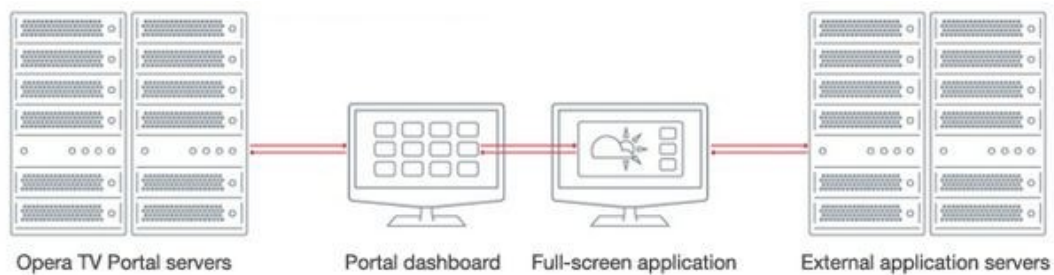 Opera TV Portal servers
Portal dashboard
Full-screen application
External application servers